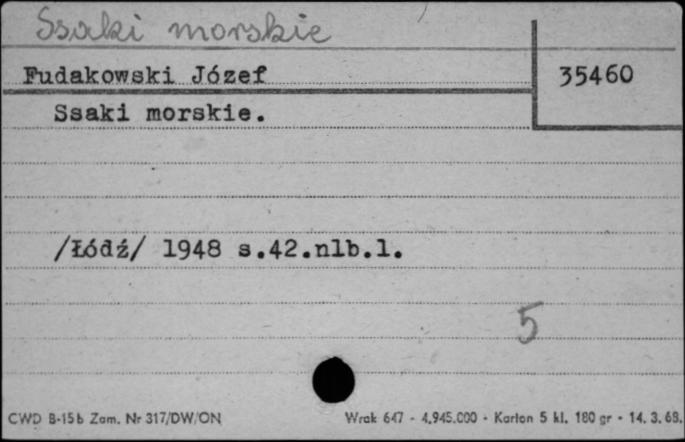 Ssaki morskie
Fudakowski Józef
35460
Ssaki morskie.
/Łódź/ 1948 s.42.nlb.1.
5
CWD B-15b Zam. Nr 317/DW/ON
Wrak 647 - 4.945.000 - Karton 5 kl. 180 gr - 14. 3. 68.